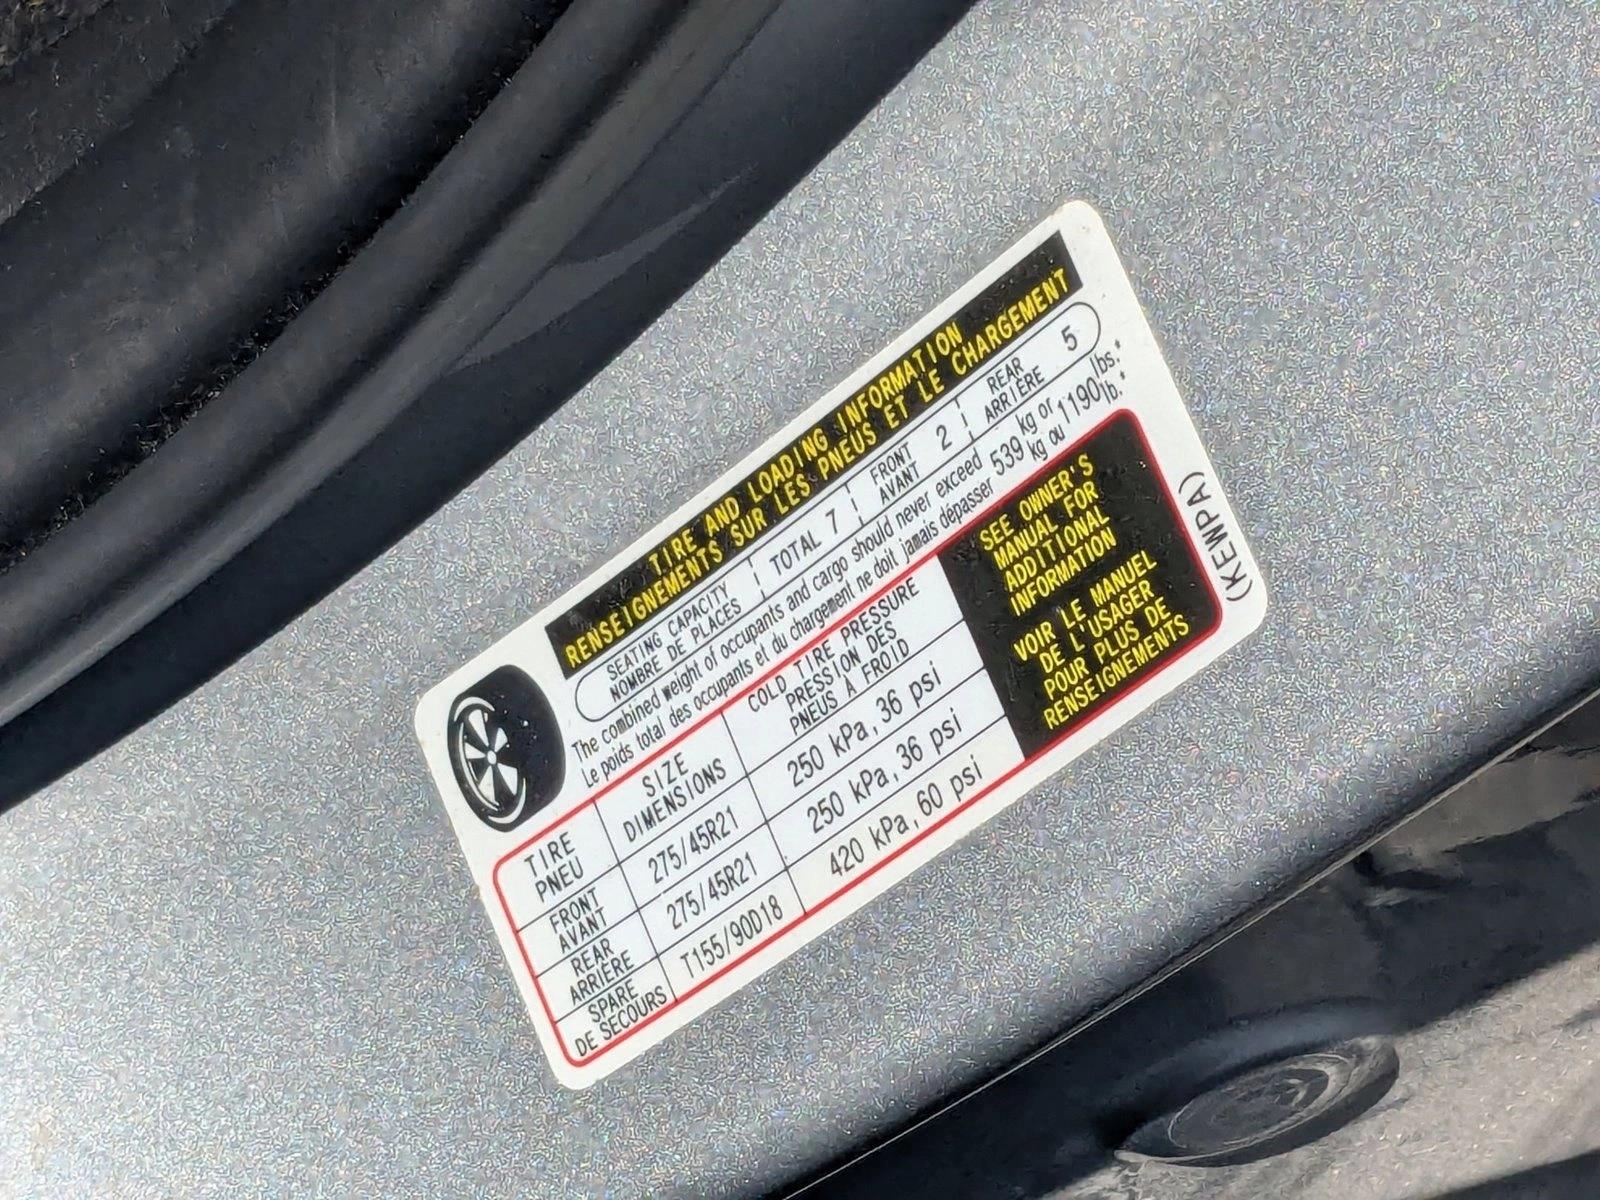 TIRE AND LOADING INFORMATION
RENSEIGNEMENTS SUR LES PNEUS ET LE CHARGEMENT
SEATING CAPACITY
NOMBRE DE PLACES
TOTAL 7
FRONT
AVANT
2
REAR
ARRIÈRE
5
The combined weight of occupants and cargo should never exceed 539 kg or 1190 lbs.*
Le poids total des occupants et du chargement ne doit jamais dépasser kg ou lb.*
TIRE
PNEU
SIZE
DIMENSIONS
COLD TIRE PRESSURE
PRESSION DES
PNEUS A FROID
FRONT
AVANT
275/45R21
250 kPa, 36 psi
REAR
ARRIÈRE
275/45R21
250 kPa, 36 psi
SPARE
DE SECOURS
T155/90D18
420 kPa, 60 psi
SEE OWNER'S
MANUAL FOR
ADDITIONAL
INFORMATION
VOIR LE MANUEL
DE L'USAGER
POUR PLUS DE
RENSEIGNEMENTS
(KEWPA)